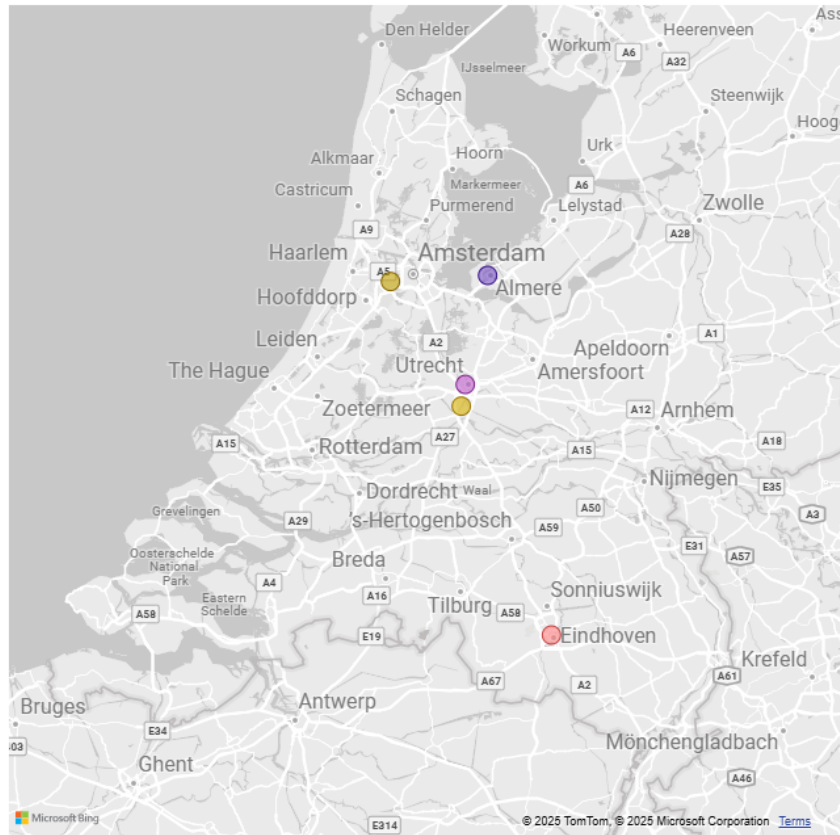 Den Helder
Heerenveen
Ass
Workum
A6
A32
IJsselmeer
Schagen
Steenwijk
Hoog
Urk
Hoorn
Alkmaar
Markermeer
A6
Castricum
Purmerend
Lelystad
Zwolle
A9
A28
Haarlem
Amsterdam
A5
Almere
Hoofddorp
A1
Leiden
A2
Apeldoorn
Utrecht
The Hague
Amersfoort
Zoetermeer
A12
Arnhem
A27
A15
Rotterdam
A15
A18
Nijmegen
E35
Dordrecht
Waal
Grevelingen
A50
A3
A29
's-Hertogenbosch
A59
E31
A57
Oosterschelde
National
Park
Breda
A4
Eastern
Schelde
A16
Tilburg
Sonniuswijk
A58
A58
E19
Eindhoven
Krefeld
A67
A2
A61
Bruges
Antwerp
E34
03
Mönchengladbach
Ghent
A46
Microsoft Bing
E314
© 2025 TomTom, © 2025 Microsoft Corporation Terms